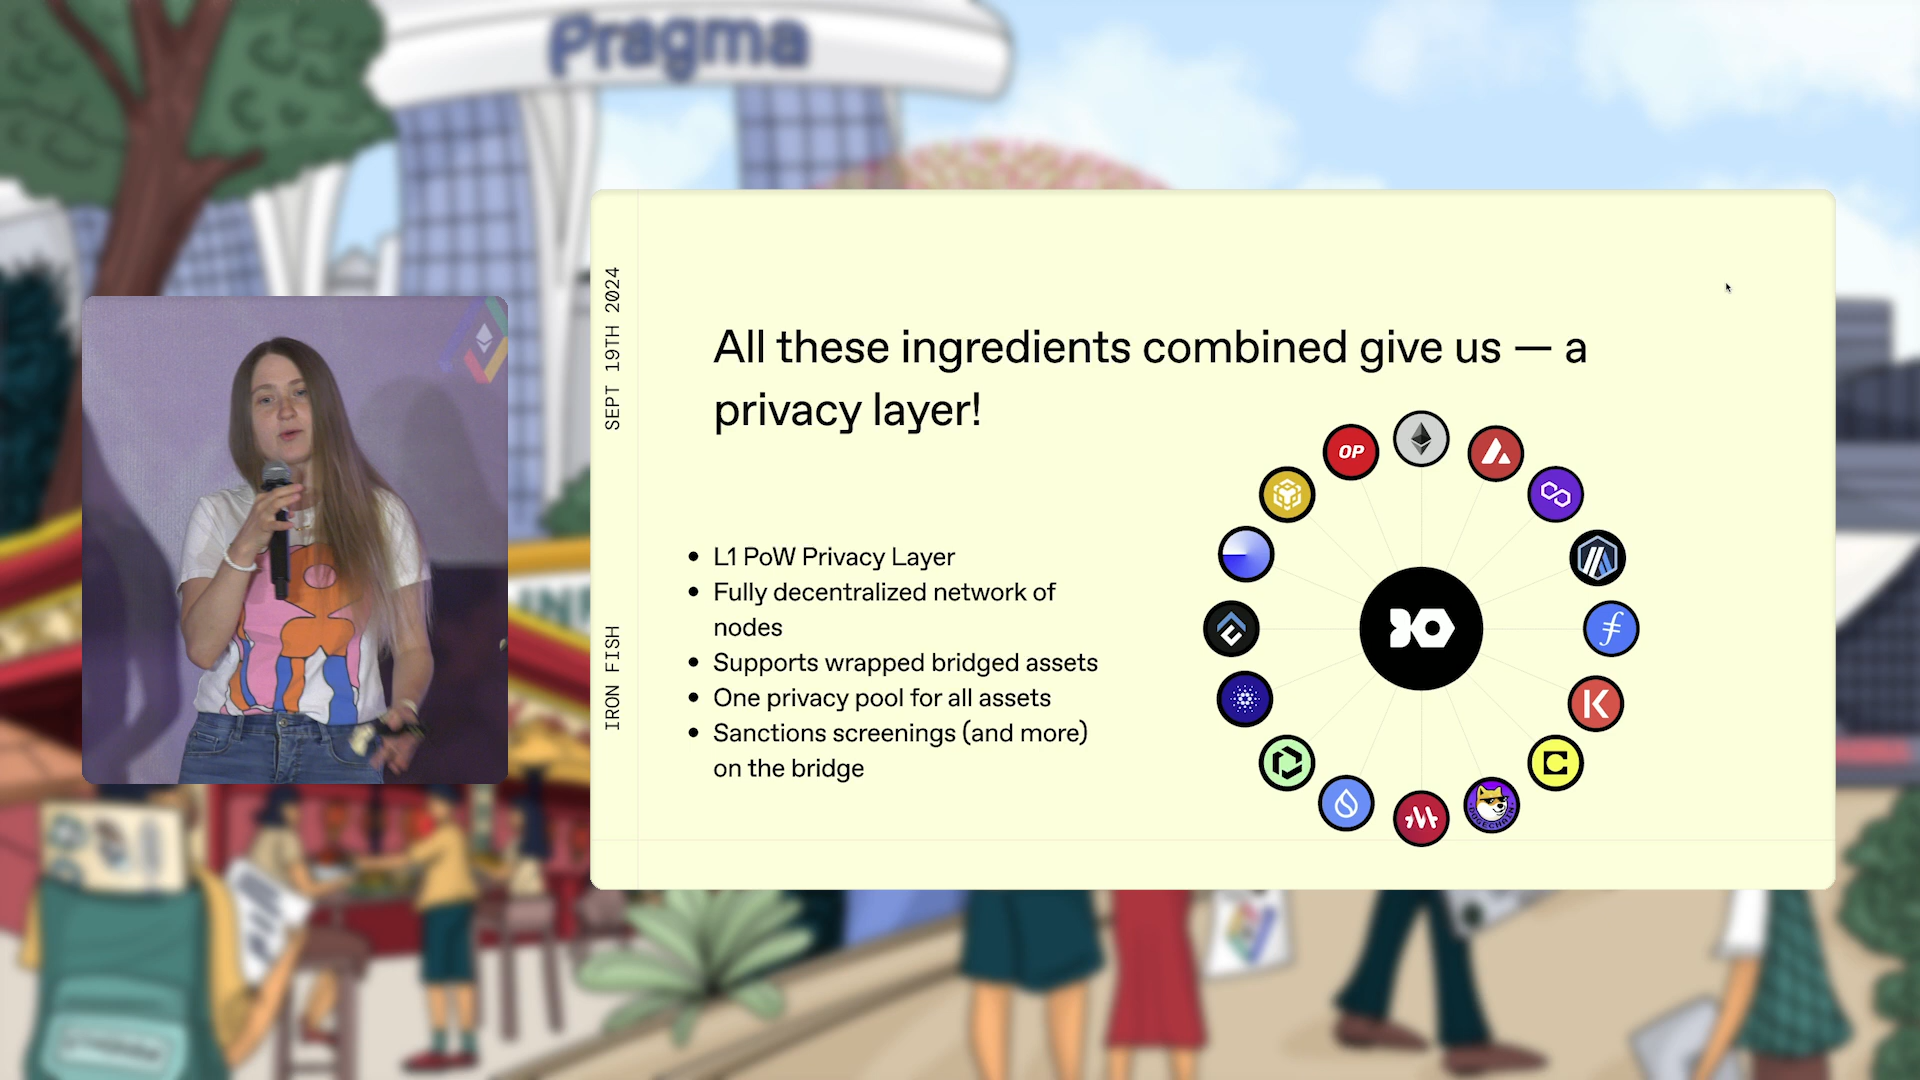 Pragma
SEPT 19TH 2024
IRON FISH
All these ingredients combined give us — a
privacy layer!
• L1 PoW Privacy Layer
• Fully decentralized network of
nodes
• Supports wrapped bridged assets
• One privacy pool for all assets
• Sanctions screenings (and more)
on the bridge
OP
DOGECHAIN